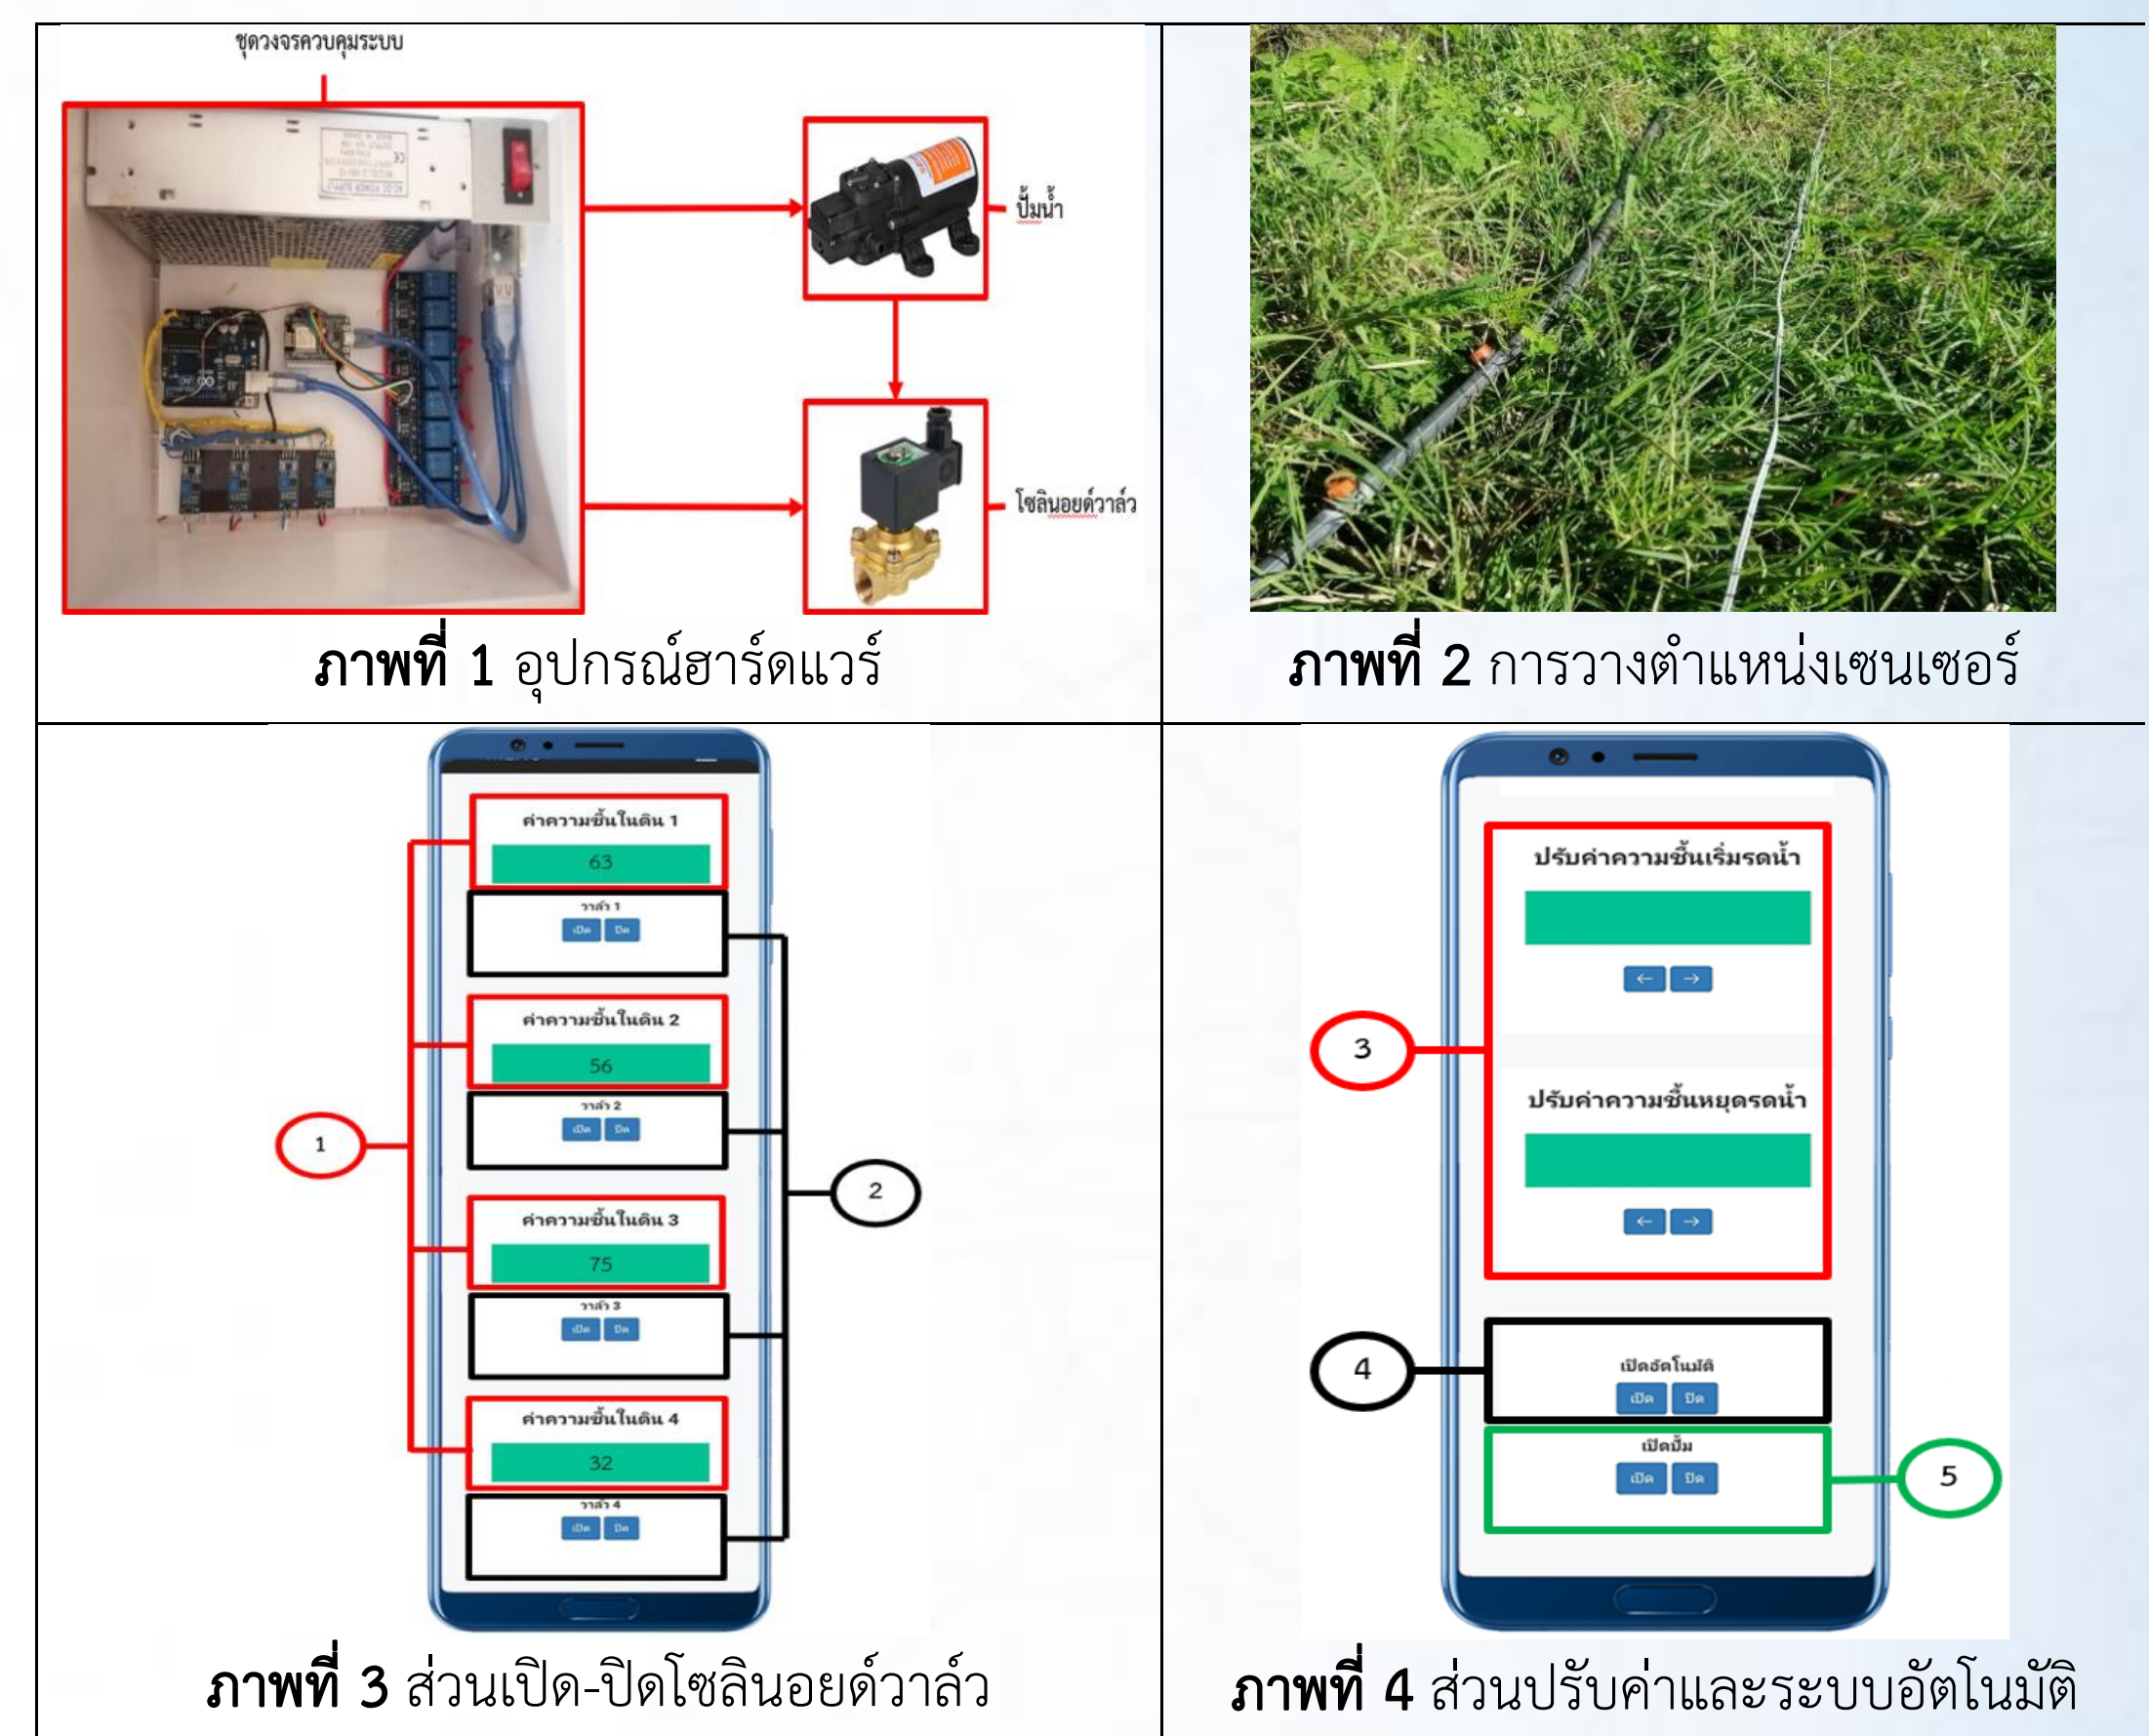 ชุดวงจรควบคุมระบบ
ปั๊มน้ำ
โซลินอยด์วาล์ว
ภาพที่ 1 อุปกรณ์ฮาร์ดแวร์
ภาพที่ 2 การวางตำแหน่งเซนเซอร์
ค่าความชื้นในดิน 1
63
วาล์ว 1
เปิด ปิด
ค่าความชื้นในดิน 2
56
วาล์ว 2
เปิด ปิด
1
2
ค่าความชื้นในดิน 3
75
วาล์ว 3
เปิด ปิด
ค่าความชื้นในดิน 4
32
วาล์ว 4
เปิด ปิด
ภาพที่ 3 ส่วนเปิด-ปิดโซลินอยด์วาล์ว
ปรับค่าความชื้นเริ่มรดน้ำ
← →
3
ปรับค่าความชื้นหยุดรดน้ำ
← →
4
เปิดอัตโนมัติ
เปิด ปิด
เปิดปั๊ม
เปิด ปิด
5
ภาพที่ 4 ส่วนปรับค่าและระบบอัตโนมัติ